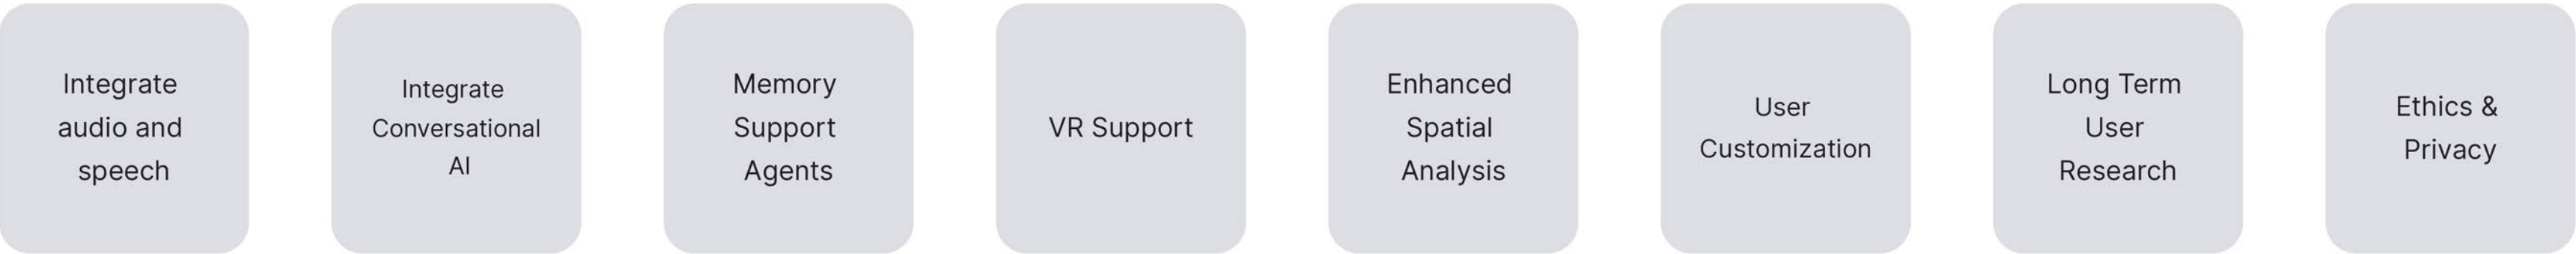 Integrate
audio and
speech
Integrate
Conversational
AI
Memory
Support
Agents
VR Support
Enhanced
Spatial
Analysis
User
Customization
Long Term
User
Research
Ethics &
Privacy